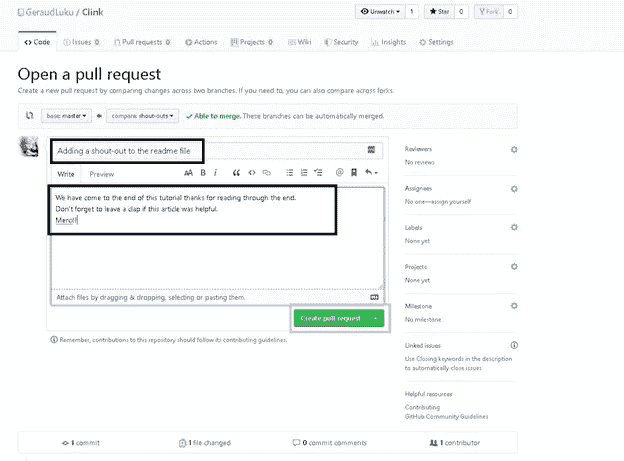 GeraudLuku / Clink
Unwatch 1 Star 0 Fork 0
Code Issues 0 Pull requests 0 Actions Projects 0 Wiki Security Insights Settings
Open a pull request
Create a new pull request by comparing changes across two branches. If you need to, you can also compare across forks.
base: master compare: shout-outs Able to merge. These branches can be automatically merged.
Adding a shout-out to the readme file
Write Preview
AA B i
We have come to the end of this tutorial thanks for reading through the end.
Don't forget to leave a clap if this article was helpful.
Attach files by dragging & dropping, selecting or pasting them.
Create pull request
Remember, contributions to this repository should follow its contributing guidelines.
Reviewers
No reviews
Assignees
No one—assign yourself
Labels
None yet
Projects
None yet
Milestone
No milestone
Linked issues
Use Closing keywords in the description
to automatically close issues
Helpful resources
Contributing
GitHub Community Guidelines
1 commit 1 file changed 0 commit comments 1 contributor